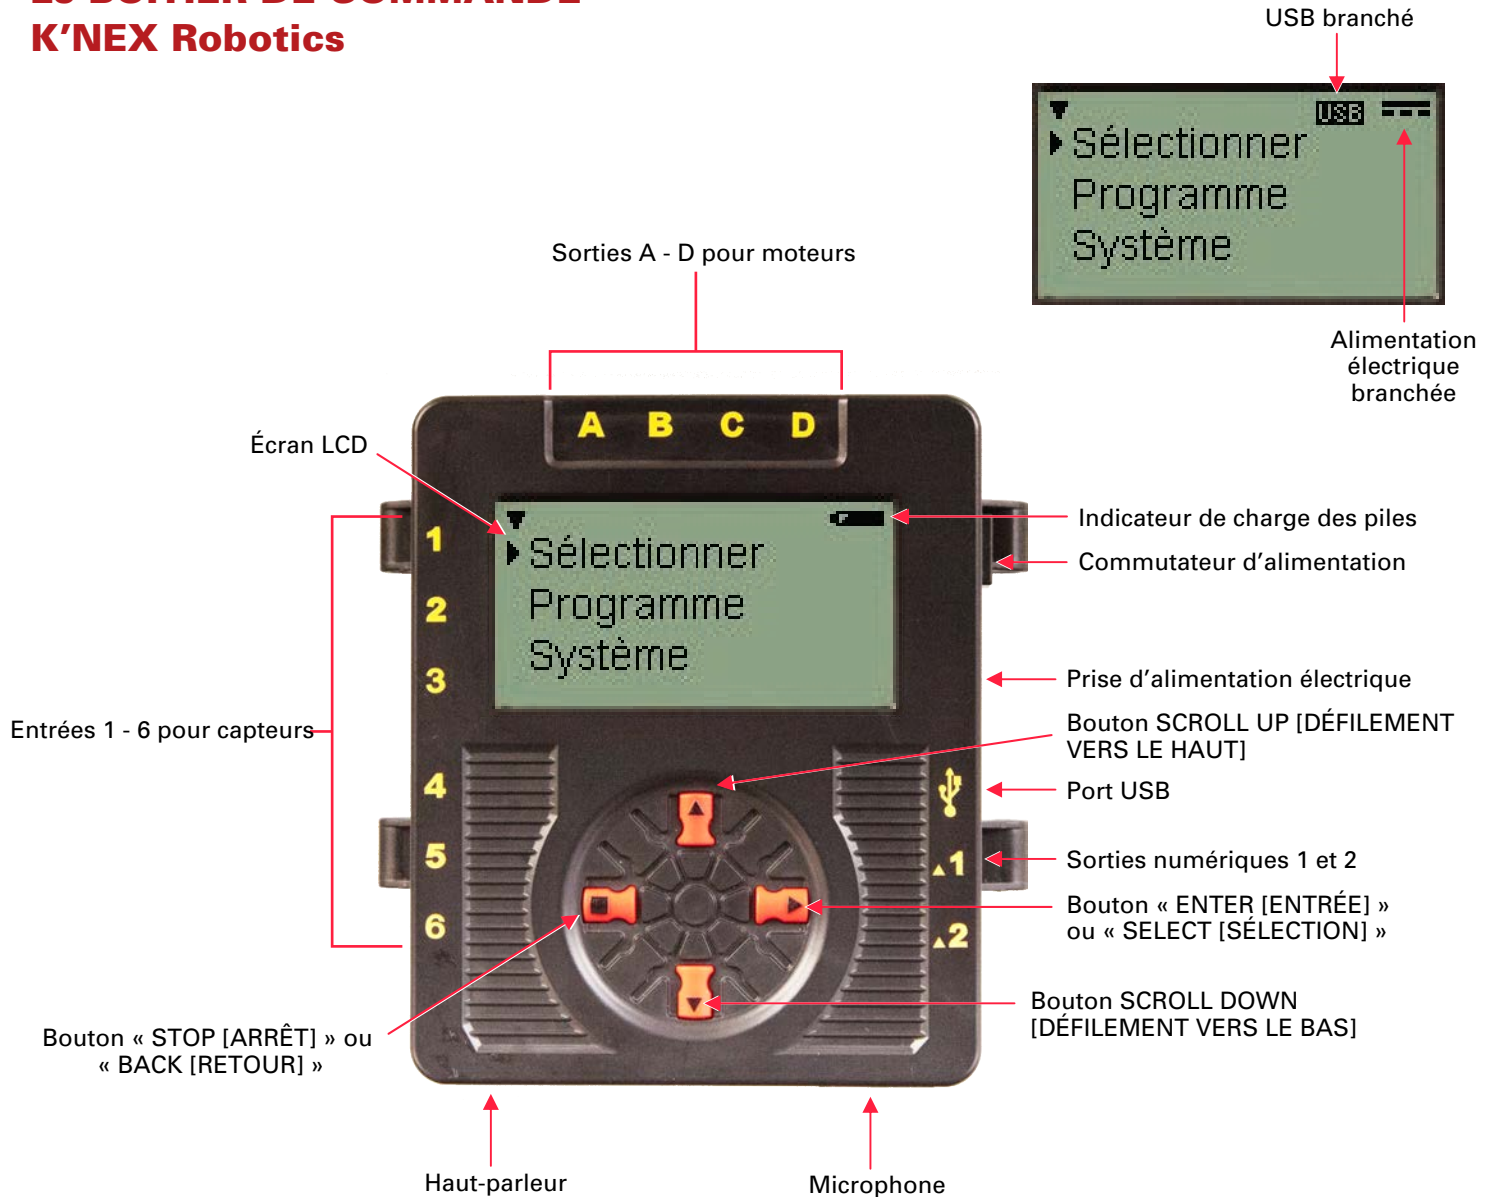 Le BOÎTIER DE COMMANDE
K’NEX Robotics
USB branché
USB
Sélectionner
Programme
Système
Alimentation
électrique
branchée
Sorties A - D pour moteurs
A B C D
Écran LCD
Sélectionner
Programme
Système
Indicateur de charge des piles
Commutateur d’alimentation
1
2
3
4
5
6
Entrées 1 - 6 pour capteurs
Prise d’alimentation électrique
Bouton SCROLL UP [DÉFILEMENT
VERS LE HAUT]
Port USB
1
2
Sorties numériques 1 et 2
Bouton « ENTER [ENTRÉE] »
ou « SELECT [SÉLECTION] »
Bouton SCROLL DOWN
[DÉFILEMENT VERS LE BAS]
Bouton « STOP [ARRÊT] » ou
« BACK [RETOUR] »
Haut-parleur
Microphone